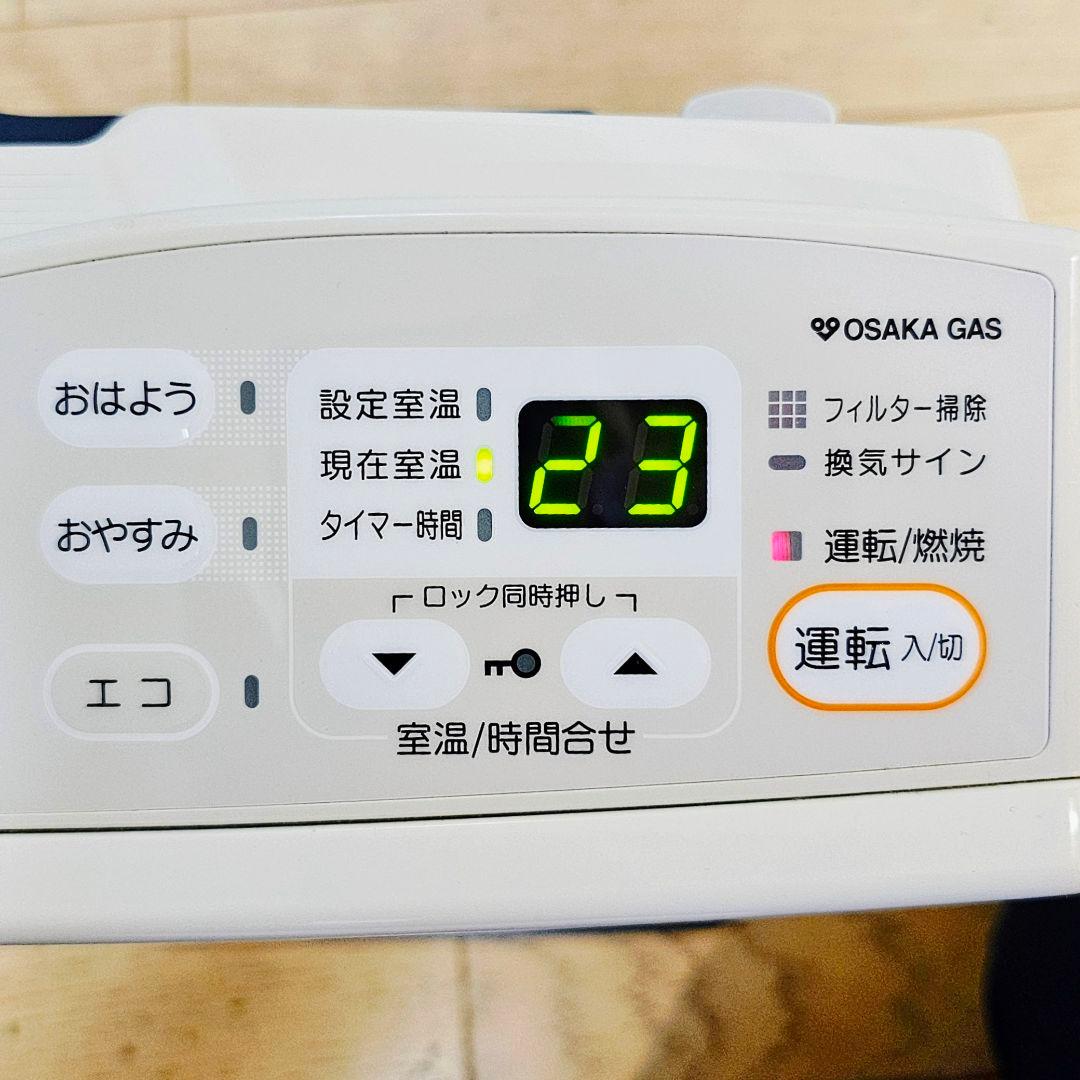 OSAKA GAS
おはよう
設定室温
23
フィルター掃除
現在室温
換気サイン
おやすみ
タイマー時間
運転/燃焼
ロック同時押し
運転 入/切
エコ
室温/時間合せ